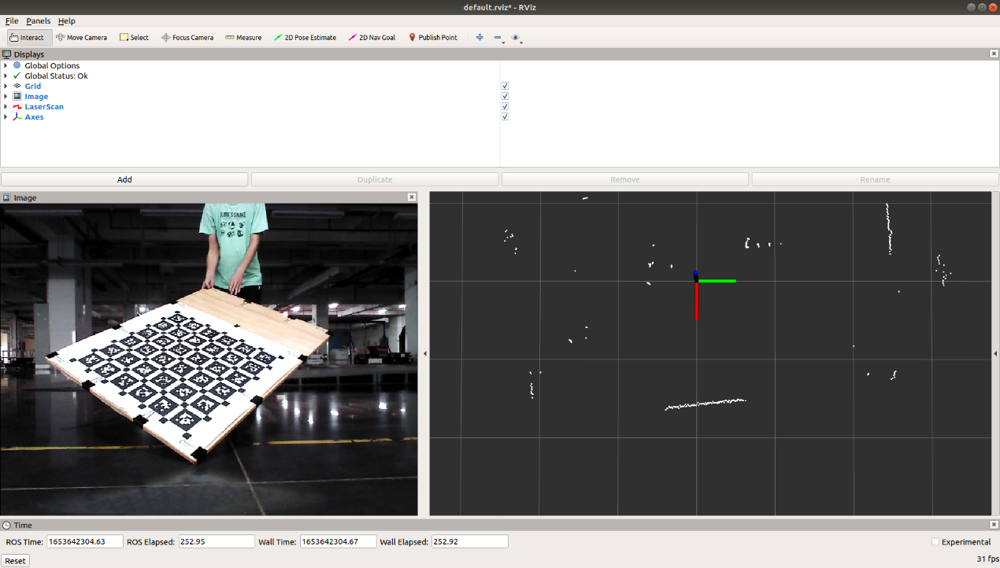 default.rviz* - RViz
File Panels Help
Interact Move Camera Select Focus Camera Measure 2D Pose Estimate 2D Nav Goal Publish Point
Displays
Global Options
Global Status: Ok
Grid
Image
LaserScan
Axes
Add Duplicate Remove Rename
Image
Time
ROS Time: 1653642304.63 ROS Elapsed: 252.95 Wall Time: 1653642304.67 Wall Elapsed: 252.92 Experimental
Reset 31 fps